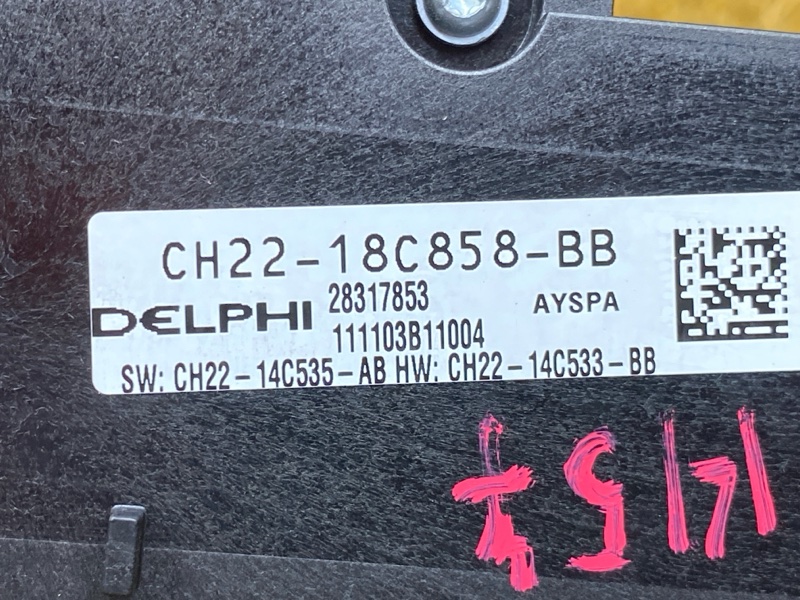 CH22-18C858-BB
DELPHI
28317853
AYSPA
111103B11004
SW: CH22-14C535-AB HW: CH22-14C533-BB